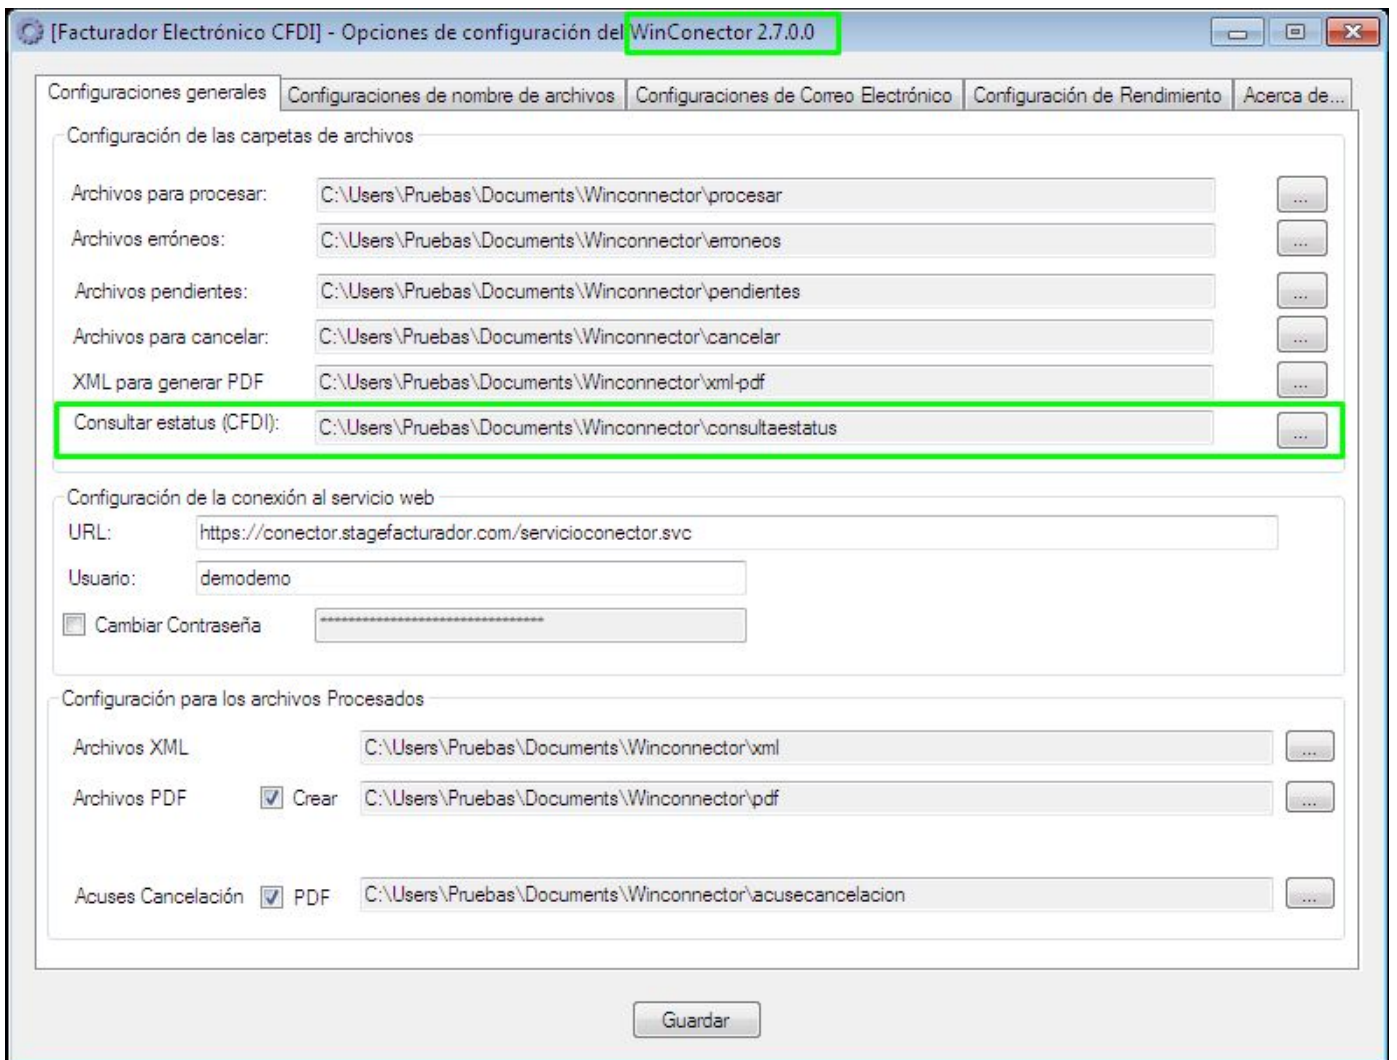 [Facturador Electrónico CFDI] - Opciones de configuración del WinConector 2.7.0.0
Configuraciones generales Configuraciones de nombre de archivos Configuraciones de Correo Electrónico Configuración de Rendimiento Acerca de...
Configuración de las carpetas de archivos
Archivos para procesar: C:\Users\Pruebas\Documents\Winconnector\procesar ...
Archivos erróneos: C:\Users\Pruebas\Documents\Winconnector\erroneos ...
Archivos pendientes: C:\Users\Pruebas\Documents\Winconnector\pendientes ...
Archivos para cancelar: C:\Users\Pruebas\Documents\Winconnector\cancelar ...
XML para generar PDF C:\Users\Pruebas\Documents\Winconnector\xml-pdf ...
Consultar estatus (CFDI): C:\Users\Pruebas\Documents\Winconnector\consultaestatus ...
Configuración de la conexión al servicio web
URL: https://conector.stagefacturador.com/servicioconector.svc
Usuario: demodemo
Cambiar Contraseña ********************************
Configuración para los archivos Procesados
Archivos XML C:\Users\Pruebas\Documents\Winconnector\xml ...
Archivos PDF Crear C:\Users\Pruebas\Documents\Winconnector\pdf ...
Acuses Cancelación PDF C:\Users\Pruebas\Documents\Winconnector\acusecancelacion ...
Guardar